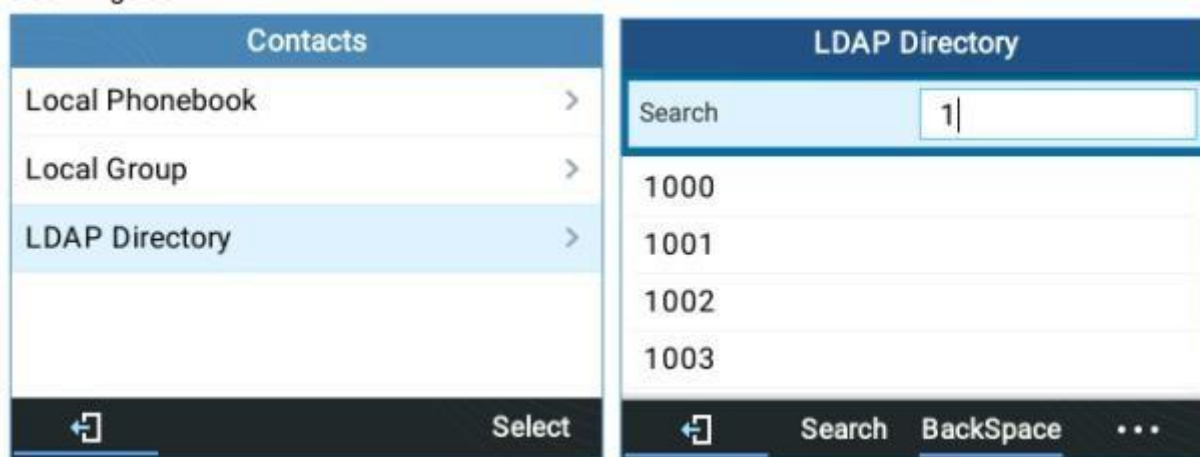 Contacts
Local Phonebook
Local Group
LDAP Directory
Select
LDAP Directory
Search 1
1000
1001
1002
1003
Search BackSpace ...